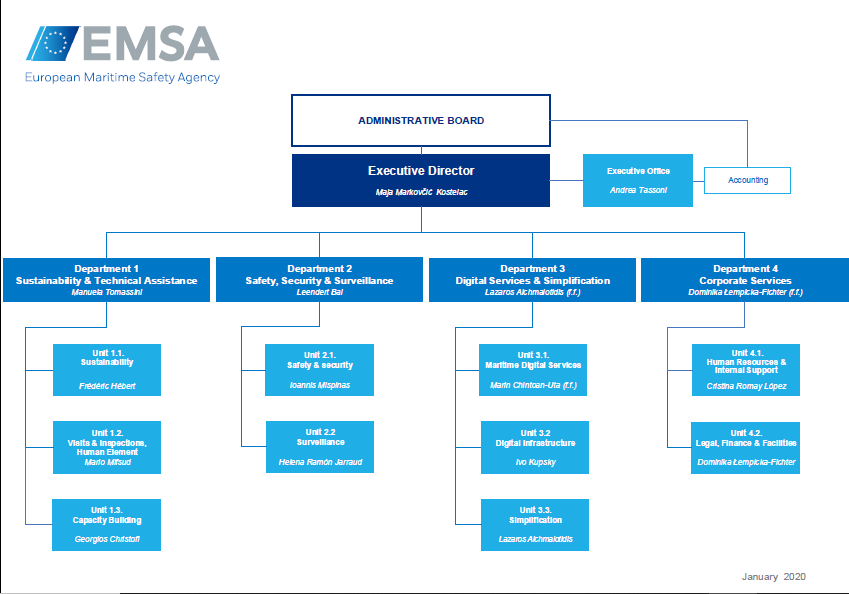 EMSA
European Maritime Safety Agency
ADMINISTRATIVE BOARD
Executive Director
Maja Markovčić Kostelac
Executive Office
Andrea Tassoni
Accounting
Department 1
Sustainability & Technical Assistance
Manuela Tomassini
Department 2
Safety, Security & Surveillance
Leendert Bal
Department 3
Digital Services & Simplification
Lazaros Aichmalotidis (f.f.)
Department 4
Corporate Services
Dominika Łempicka-Fichter (f.f.)
Unit 1.1.
Sustainability
Frédéric Hébert
Unit 2.1.
Safety & security
Ioannis Mispinas
Unit 3.1.
Maritime Digital Services
Marin Chintoan-Uta (f.f.)
Unit 4.1.
Human Resources &
Internal Support
Cristina Romay López
Unit 1.2.
Visits & Inspections,
Human Element
Mario Mifsud
Unit 2.2
Surveillance
Helena Ramón Jarraud
Unit 3.2
Digital Infrastructure
Ivo Kupsky
Unit 4.2.
Legal, Finance & Facilities
Dominika Łempicka-Fichter
Unit 1.3.
Capacity Building
Georgios Christofi
Unit 3.3.
Simplification
Lazaros Aichmalotidis
January 2020